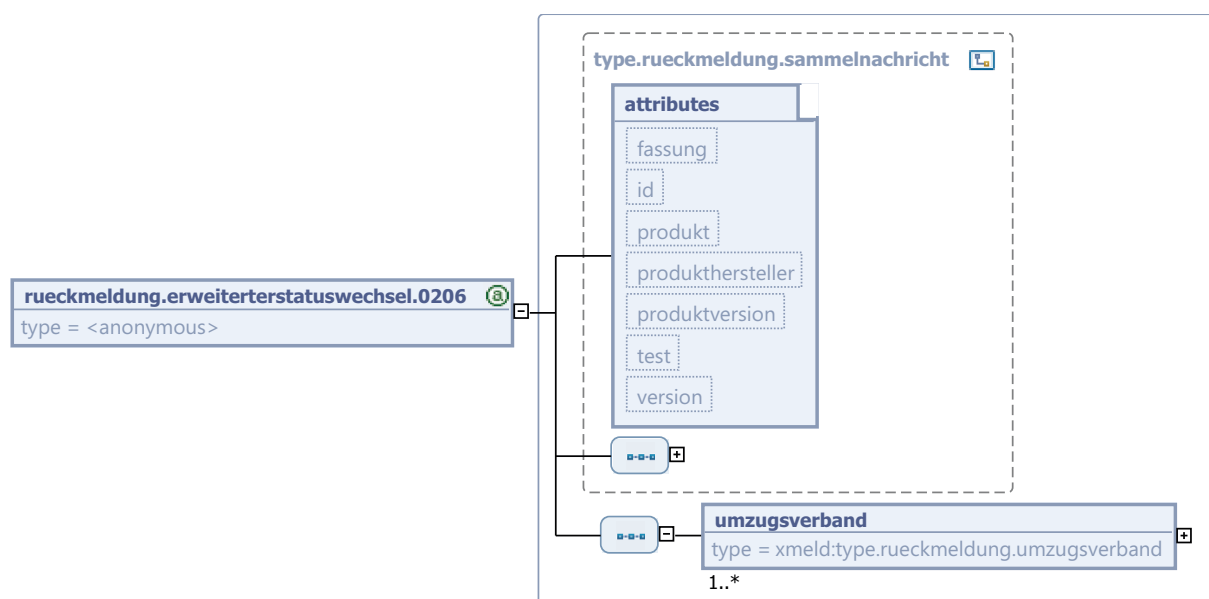 type.rueckmeldung.sammelnachricht
attributes
fassung
id
produkt
produkthersteller
produktversion
test
version
rueckmeldung.erweiterterstatuswechsel.0206
type = <anonymous>
umzugsverband
type = xmeld:type.rueckmeldung.umzugsverband
1..*